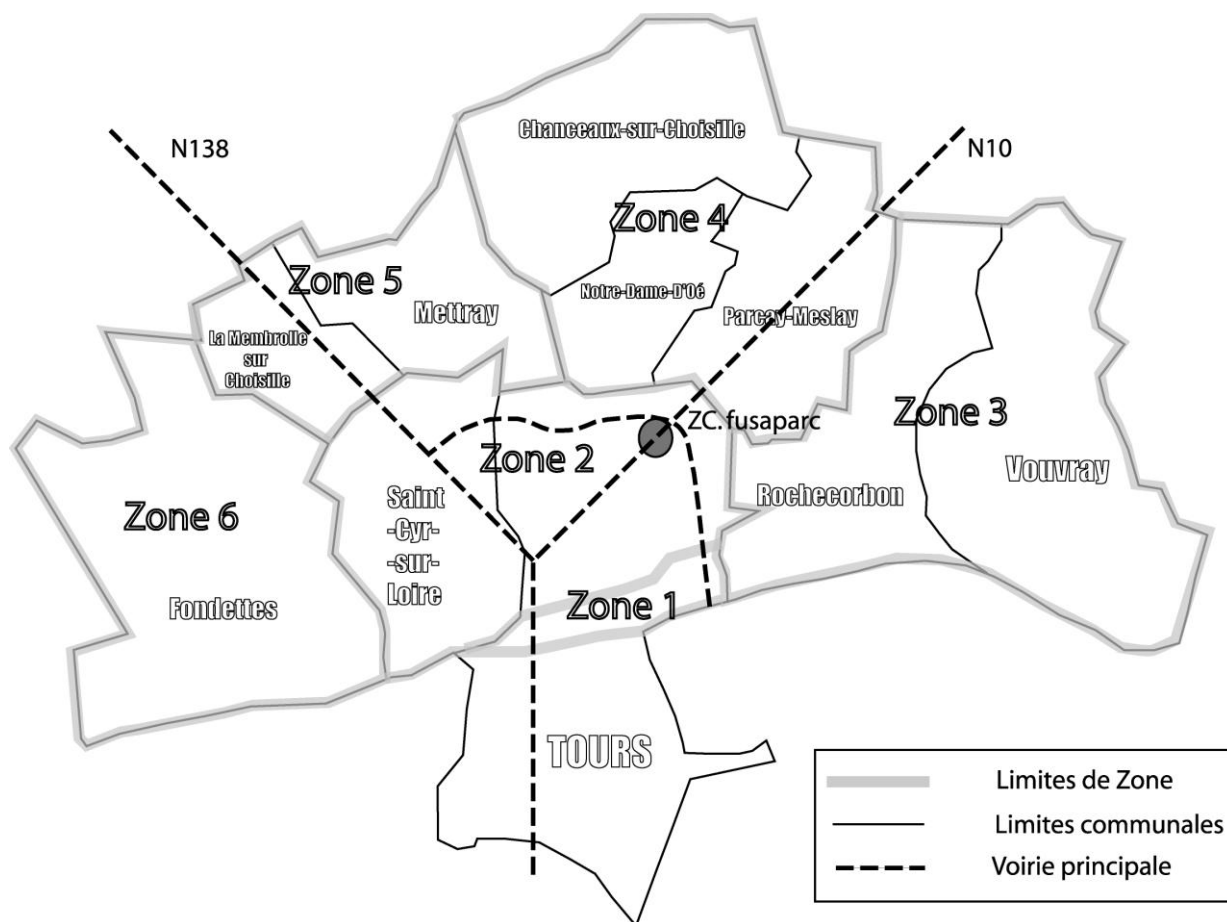 Chanceaux-sur-Choisille
N138
N10
Zone 4
Zone 5
Notre-Dame-D'Oé
Mettray
Parcay-Meslay
La Membrolle
sur
Choisille
Zone 3
ZC. fusaparc
Zone 2
Vouvray
Rochecorbon
Saint
-Cyr-
-sur-
Loire
Zone 6
Fondettes
Zone 1
TOURS
Limites de Zone
Limites communales
Voirie principale